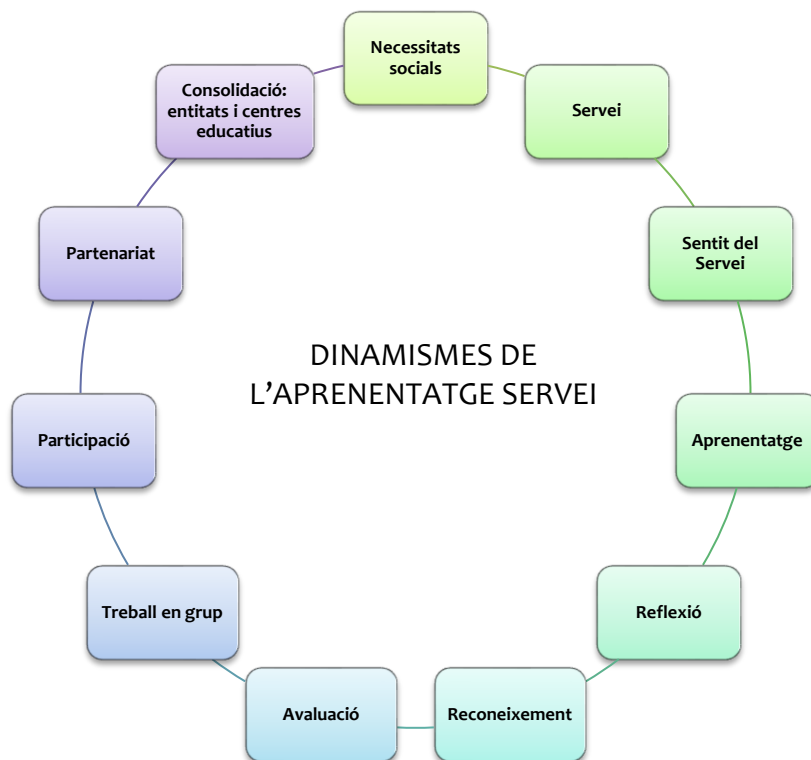 Necessitats
socials
Servei
Sentit del
Servei
Aprenentatge
Reflexió
Reconeixement
Avaluació
Treball en grup
Participació
Partenariat
Consolidació:
entitats i centres
educatius
DINAMISMES DE
L’APRENENTATGE SERVEI